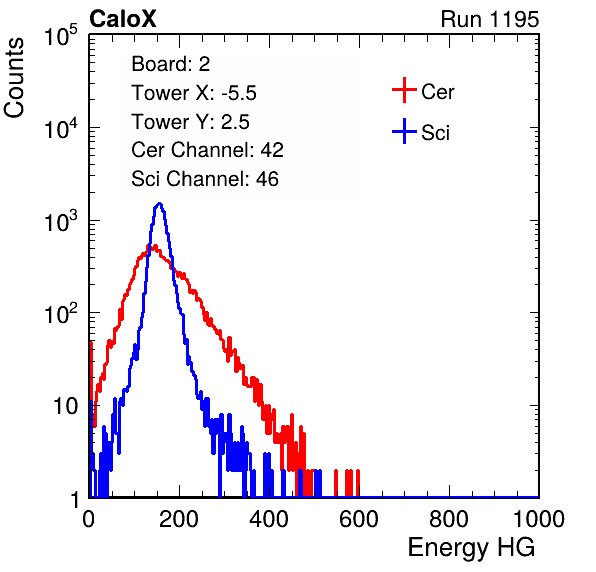 CaloX Run 1195
Counts
10^5
10^4
10^3
10^2
10
1
Board: 2
Tower X: -5.5
Tower Y: 2.5
Cer Channel: 42
Sci Channel: 46
Cer
Sci
0 200 400 600 800 1000
Energy HG